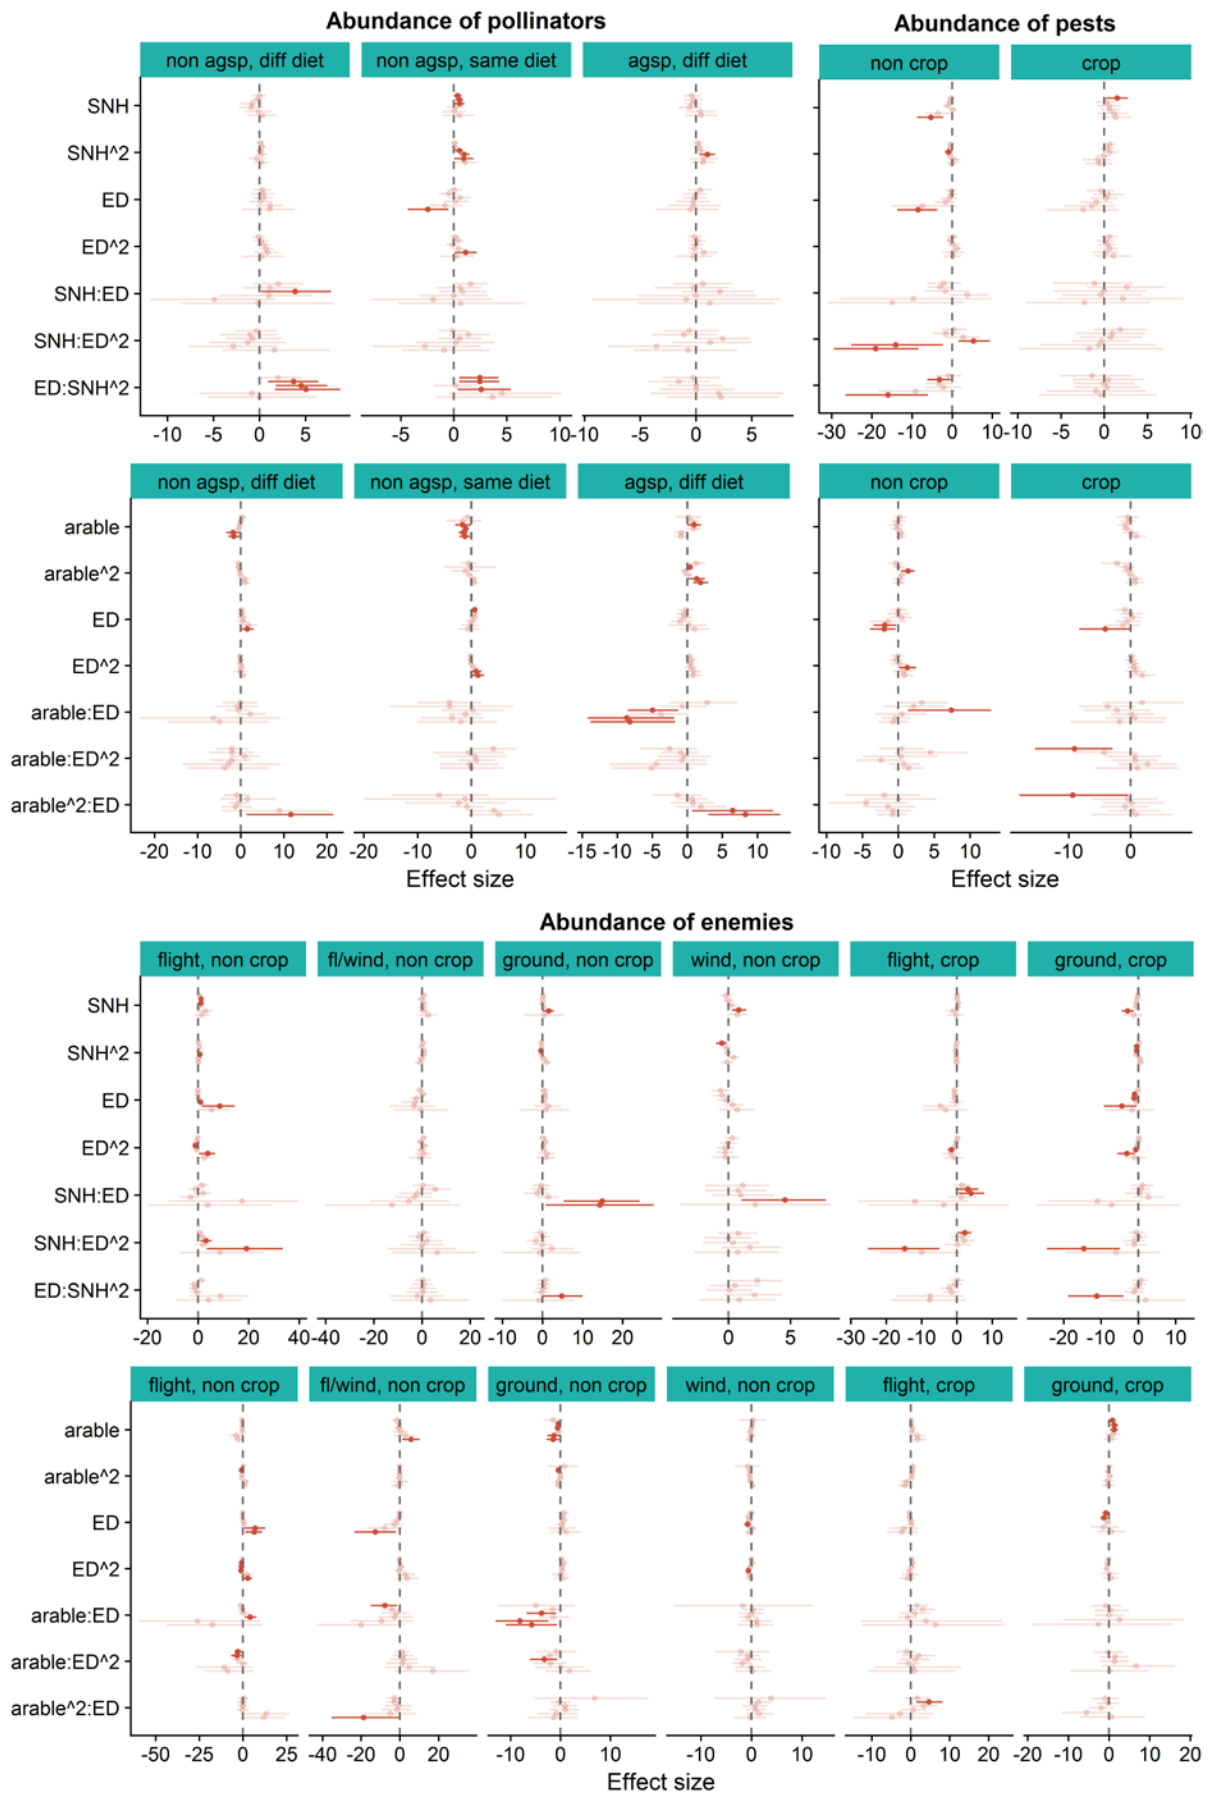 Abundance of pollinators
Abundance of pests
non agsp, diff diet
non agsp, same diet
agsp, diff diet
non crop
crop
SNH
SNH^2
ED
ED^2
SNH:ED
SNH:ED^2
ED:SNH^2
-10 -5 0 5
-5 0 5 10
-10 -5 0 5
-30 -20 -10 0 10
-10 -5 0 5 10
non agsp, diff diet
non agsp, same diet
agsp, diff diet
non crop
crop
arable
arable^2
ED
ED^2
arable:ED
arable:ED^2
arable^2:ED
-20 -10 0 10 20
-20 -10 0 10
-15 -10 -5 0 5 10
-10 -5 0 5 10
-10 0
Effect size
Effect size
Abundance of enemies
flight, non crop
fl/wind, non crop
ground, non crop
wind, non crop
flight, crop
ground, crop
SNH
SNH^2
ED
ED^2
SNH:ED
SNH:ED^2
ED:SNH^2
-20 0 20 40
-40 -20 0 20
-10 0 10 20
0 5
-30 -20 -10 0 10
-20 -10 0 10
flight, non crop
fl/wind, non crop
ground, non crop
wind, non crop
flight, crop
ground, crop
arable
arable^2
ED
ED^2
arable:ED
arable:ED^2
arable^2:ED
-50 -25 0 25
-40 -20 0 20
-10 0 10
-10 0 10
-10 0 10 20
-20 -10 0 10 20
Effect size